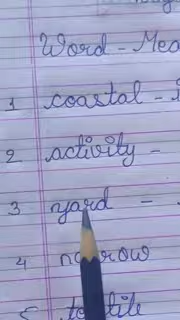 Word - Mea
1 coastal -
2 activity -
3 yard -
4 narrow